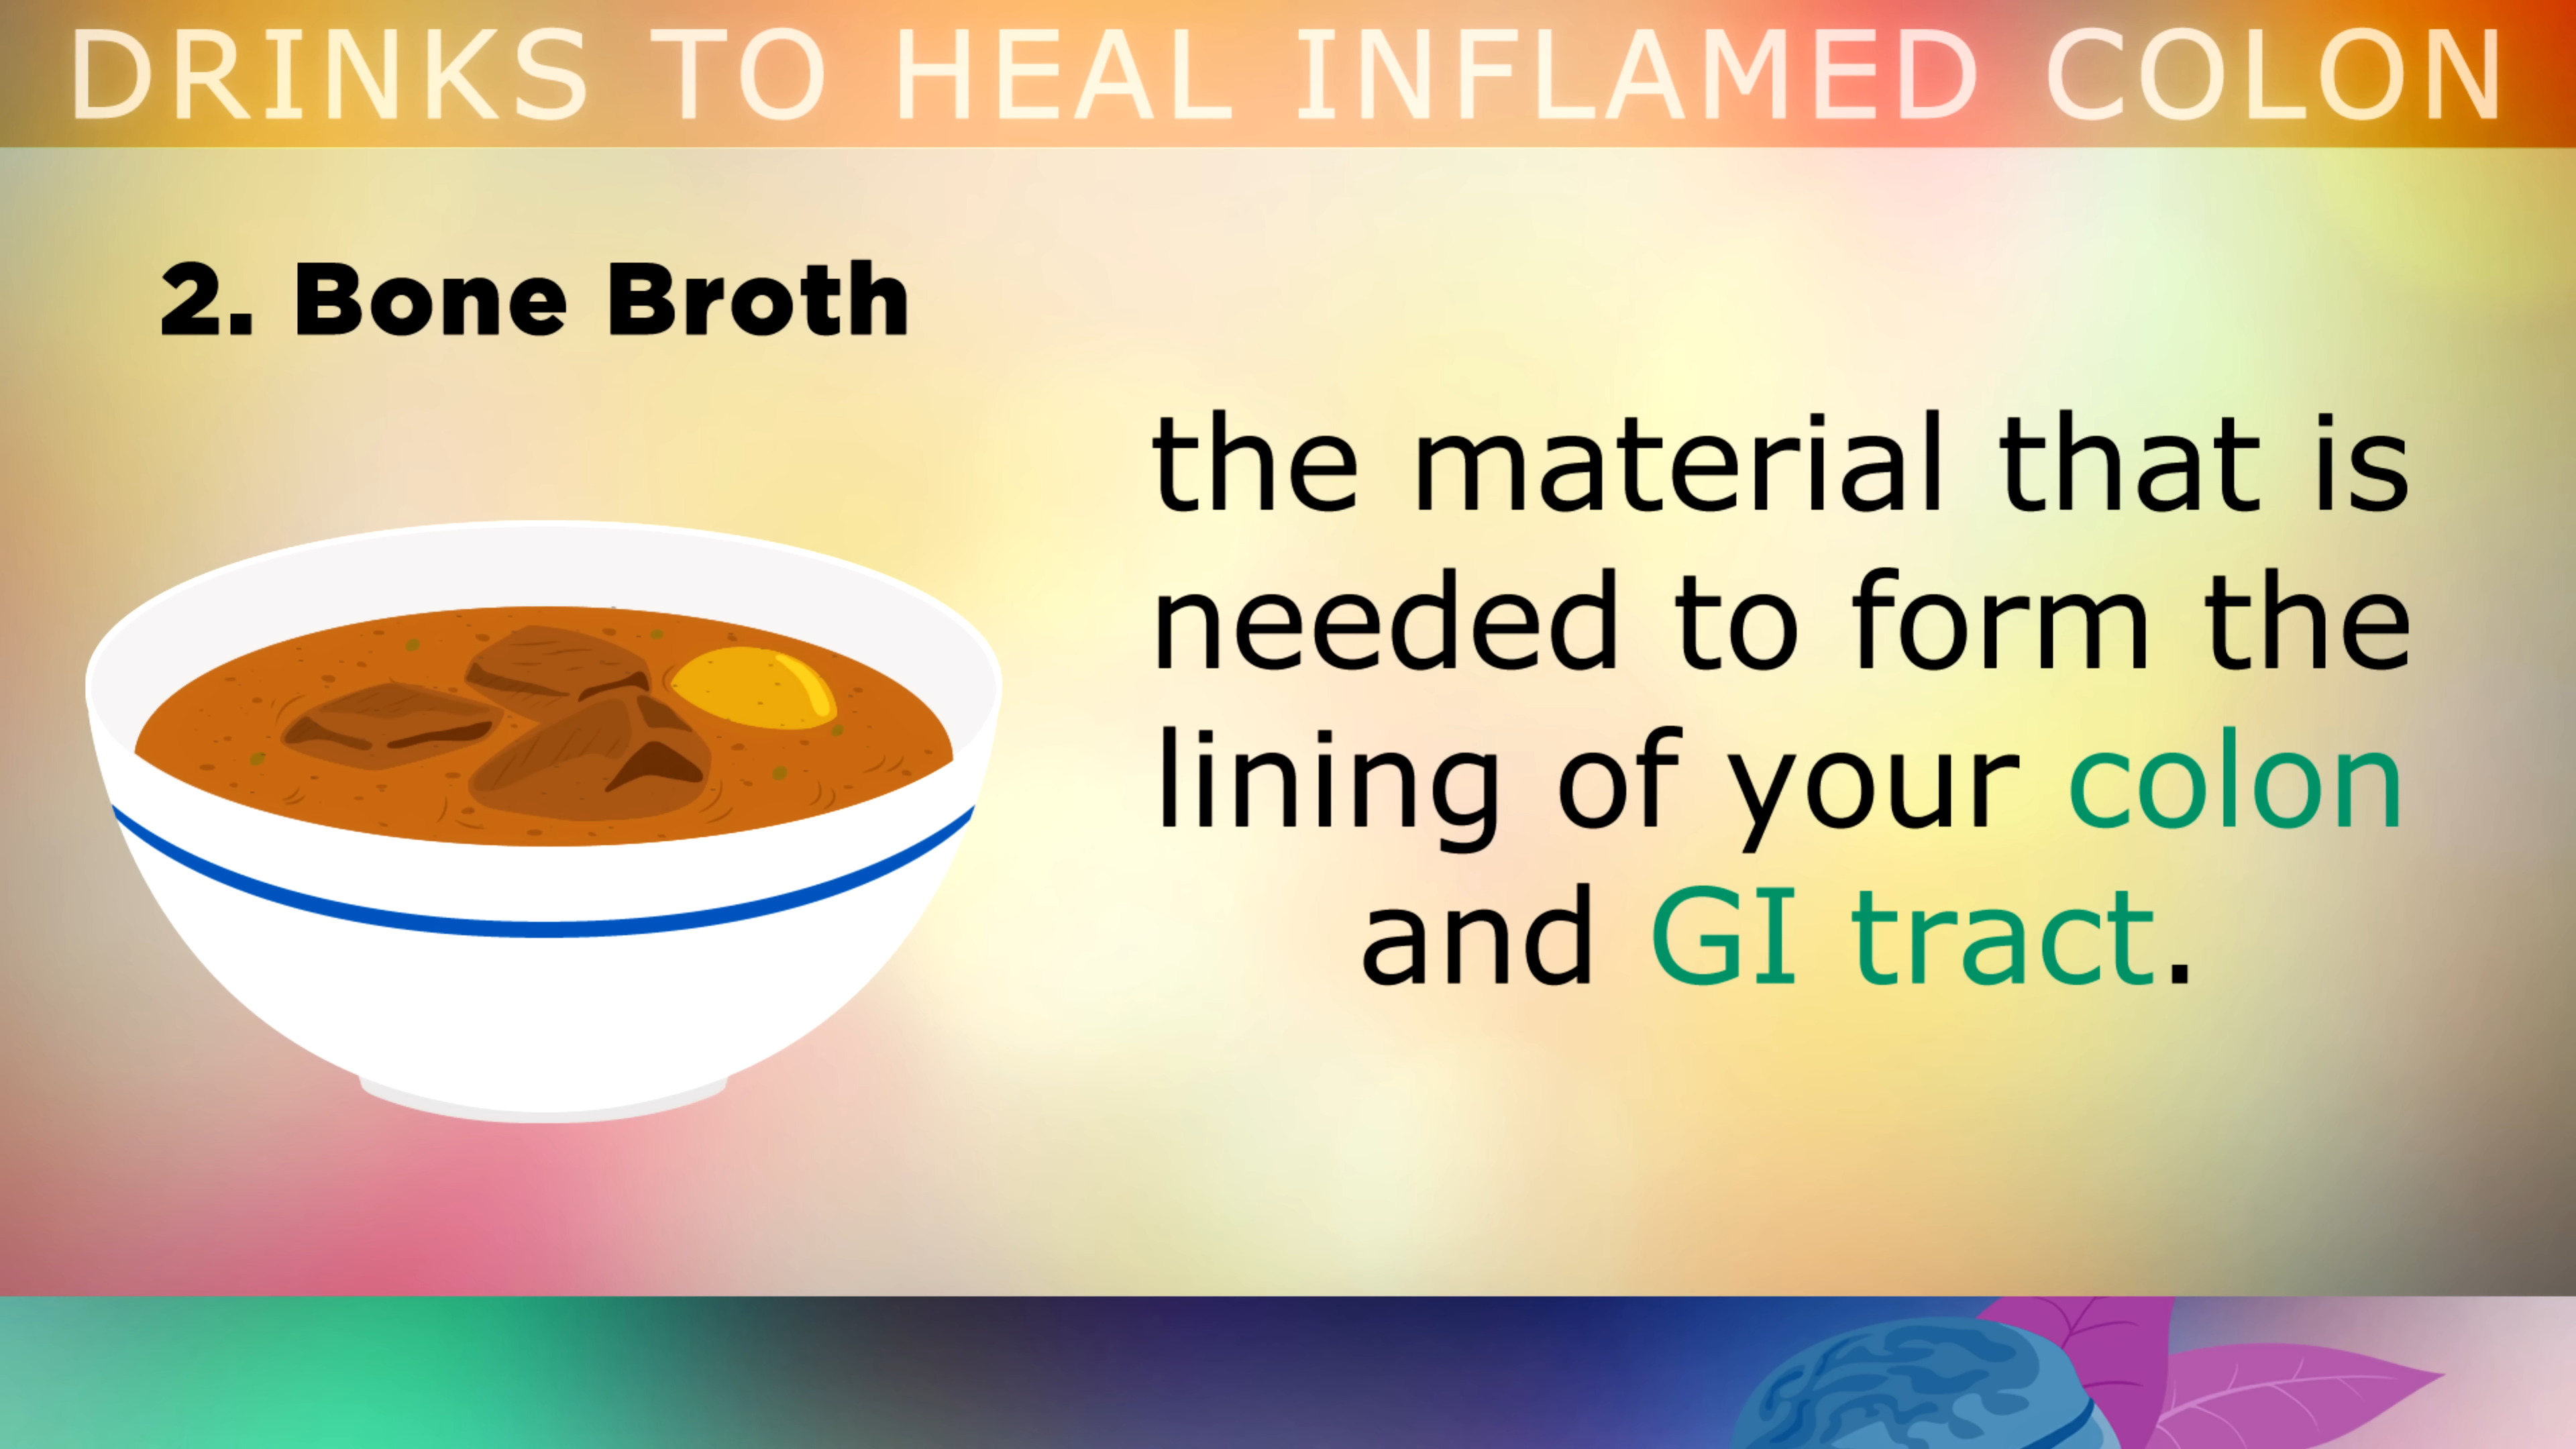 DRINKS TO HEAL INFLAMED COLON
2. Bone Broth
the material that is
needed to form the
lining of your colon
and GI tract.